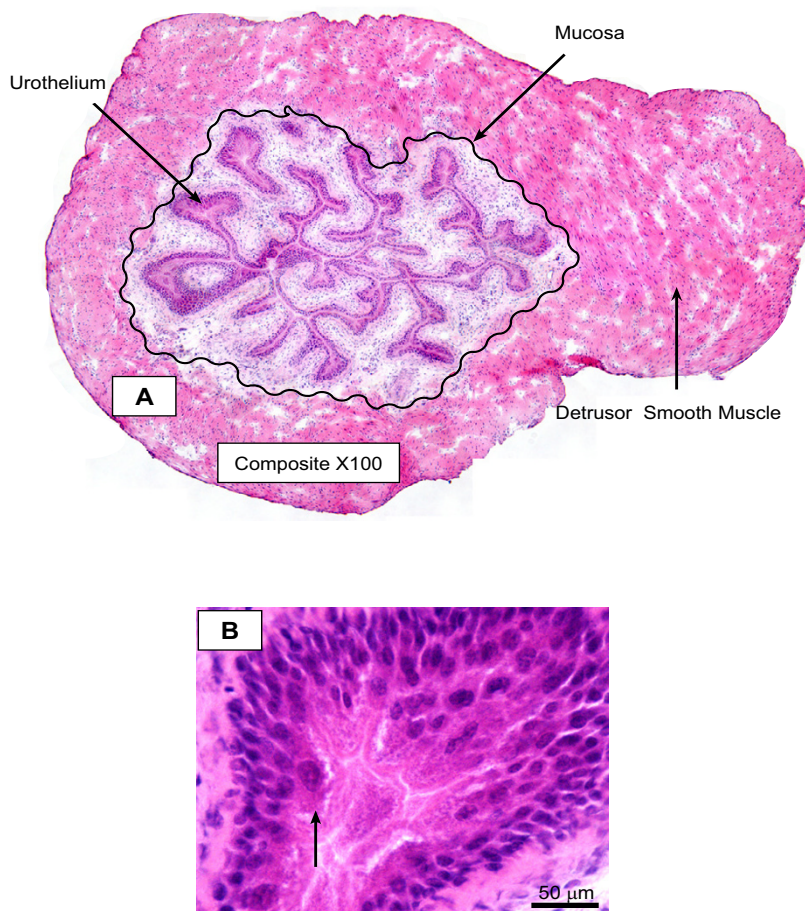 Mucosa
Urothelium
A
Detrusor Smooth Muscle
Composite X100
B
50 μm